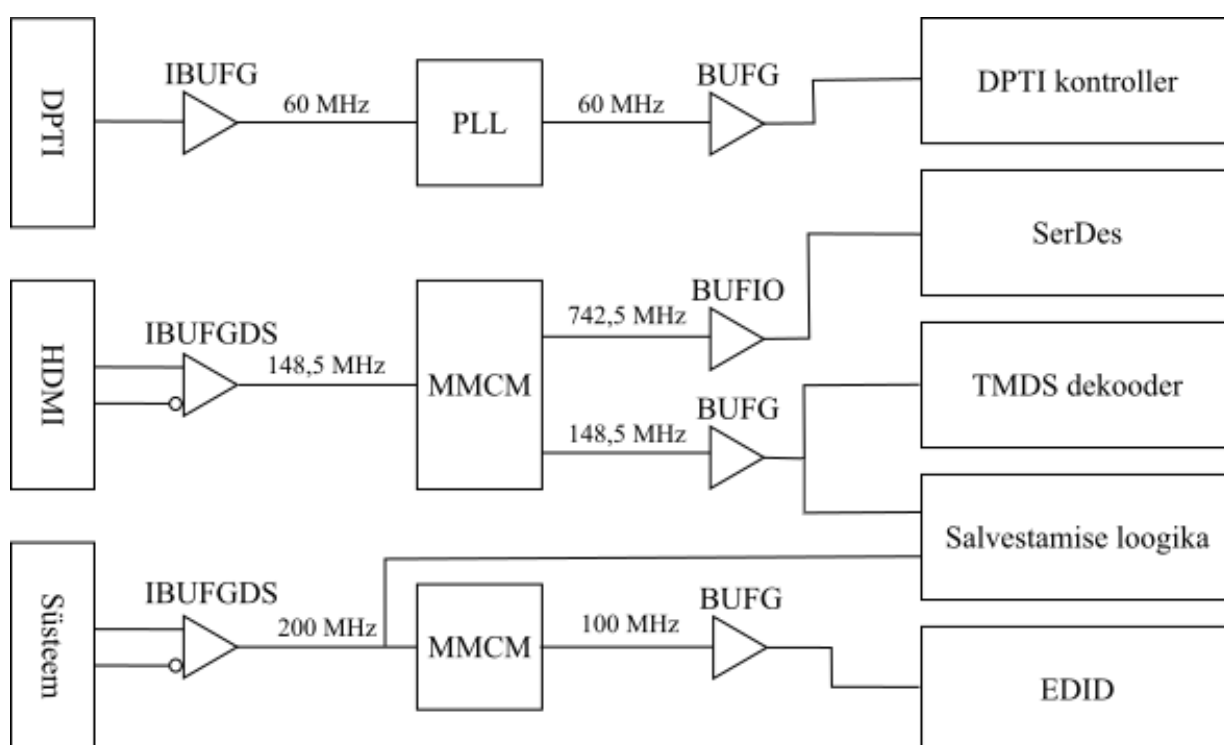 DPTI
IBUFG
60 MHz
PLL
60 MHz
BUFG
DPTI kontroller
HDMI
IBUFGDS
148,5 MHz
MMCM
742,5 MHz
BUFIO
SerDes
148,5 MHz
BUFG
TMDS dekooder
Salvestamise loogika
Süsteem
IBUFGDS
200 MHz
MMCM
100 MHz
BUFG
EDID